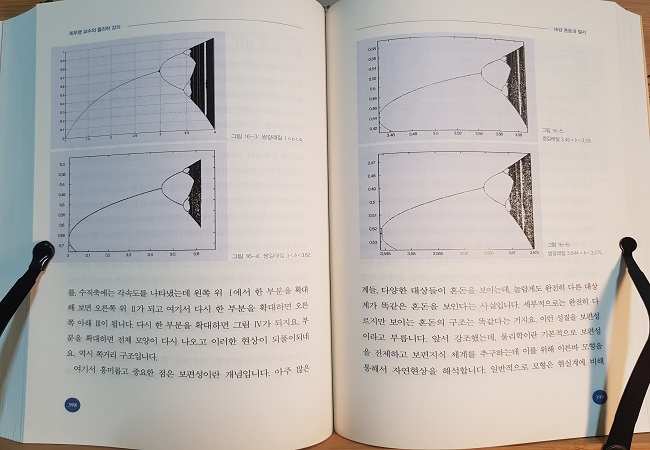 최무영 교수의 물리학 강의
그림 16-3: 쌍갈래질 1<b<4.
그림 16-4: 쌍갈래질 3<b<3.62
를, 수직축에는 각속도를 나타냈는데 왼쪽 위 I에서 한 부분을 확대
해 보면 오른쪽 위 II가 되고 여기서 다시 한 부분을 확대하면 오른
쪽 아래 III이 됩니다. 다시 한 부분을 확대하면 그림 IV가 되지요. 부
분을 확대하면 전체 모양이 다시 나오고 이러한 현상이 되풀이되네
요. 역시 쪽거리 구조입니다.
여기서 흥미롭고 중요한 점은 보편성이란 개념입니다. 아주 많은
398
16강 혼돈과 질서
그림 16-5:
쌍갈래질 3.45<b<3.58.
그림 16-6:
쌍갈래질 3.544<b<3.575.
계들, 다양한 대상들이 혼돈을 보이는데, 놀랍게도 완전히 다른 대상
계가 똑같은 혼돈을 보인다는 사실입니다. 세부적으로는 완전히 다
르지만 보이는 혼돈의 구조는 똑같다는 거지요. 이런 성질을 보편성
이라고 부릅니다. 앞서 강조했는데, 물리학이란 기본적으로 보편성
을 전제하고 보편지식 체계를 추구하는데 이를 위해 이른바 모형을
통해서 자연현상을 해석합니다. 일반적으로 모형은 현실계에 비해